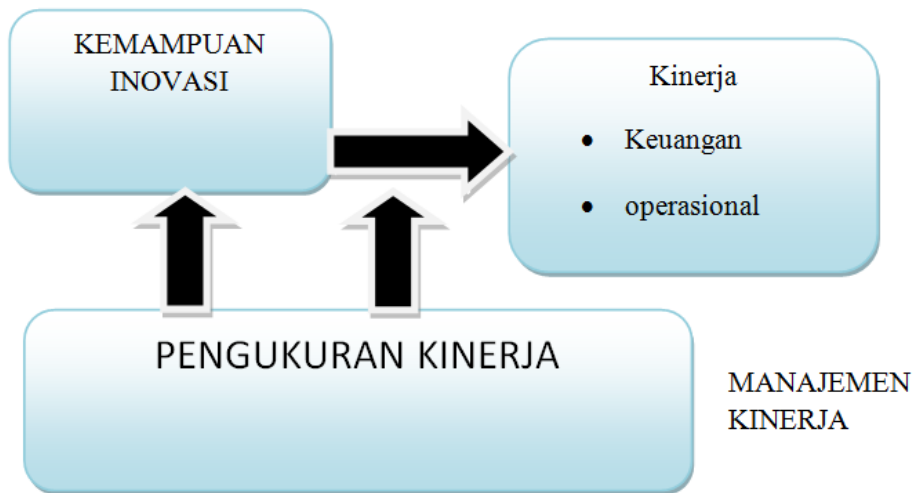 KEMAMPUAN
INOVASI
Kinerja
• Keuangan
• operasional
PENGUKURAN KINERJA
MANAJEMEN
KINERJA